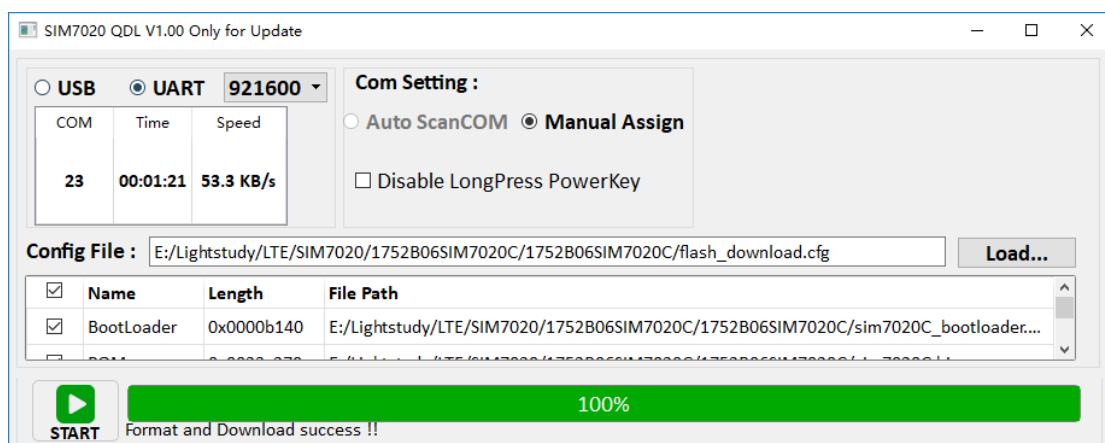 SIM7020 QDL V1.00 Only for Update
USB UART 921600
Com Setting :
COM Time Speed
Auto ScanCOM Manual Assign
23 00:01:21 53.3 KB/s
Disable LongPress PowerKey
Config File : E:/Lightstudy/LTE/SIM7020/1752B06SIM7020C/1752B06SIM7020C/flash_download.cfg Load...
Name Length File Path
BootLoader 0x0000b140 E:/Lightstudy/LTE/SIM7020/1752B06SIM7020C/1752B06SIM7020C/sim7020C_bootloader....
100%
START Format and Download success !!